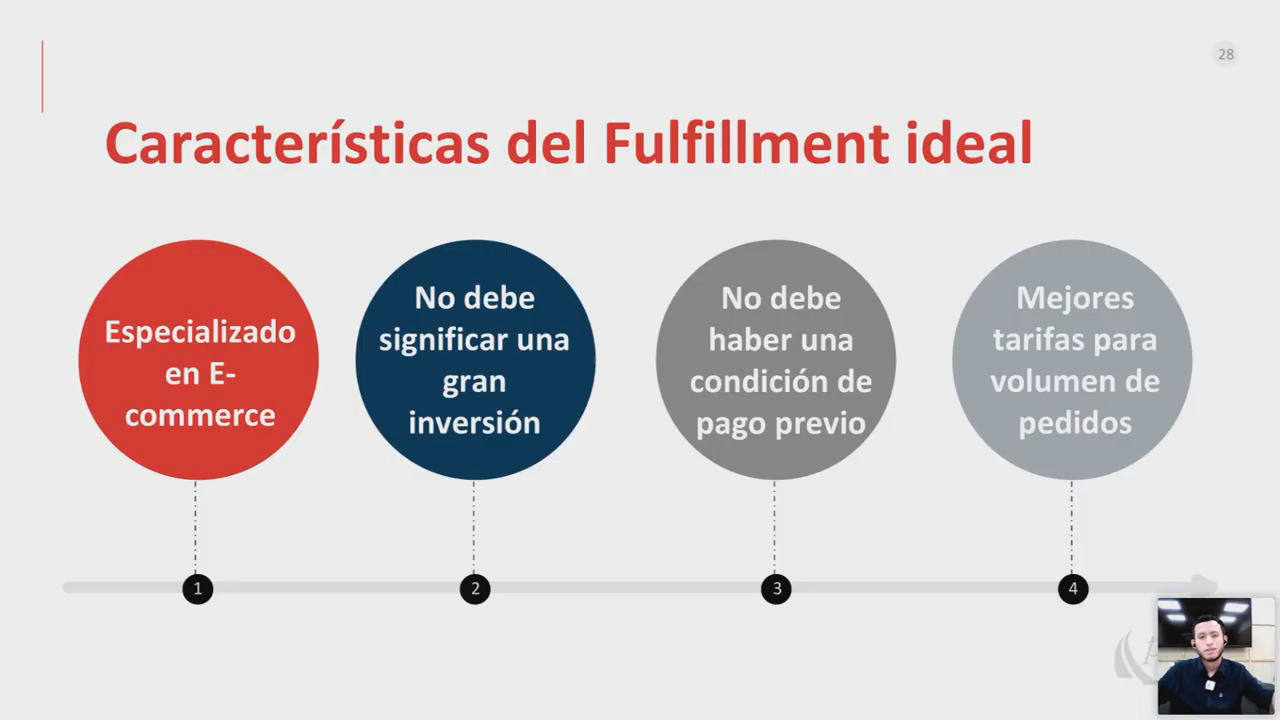 28
Características del Fulfillment ideal
Especializado
en E-
commerce
No debe
significar una
gran
inversión
No debe
haber una
condición de
pago previo
Mejores
tarifas para
volumen de
pedidos
1
2
3
4